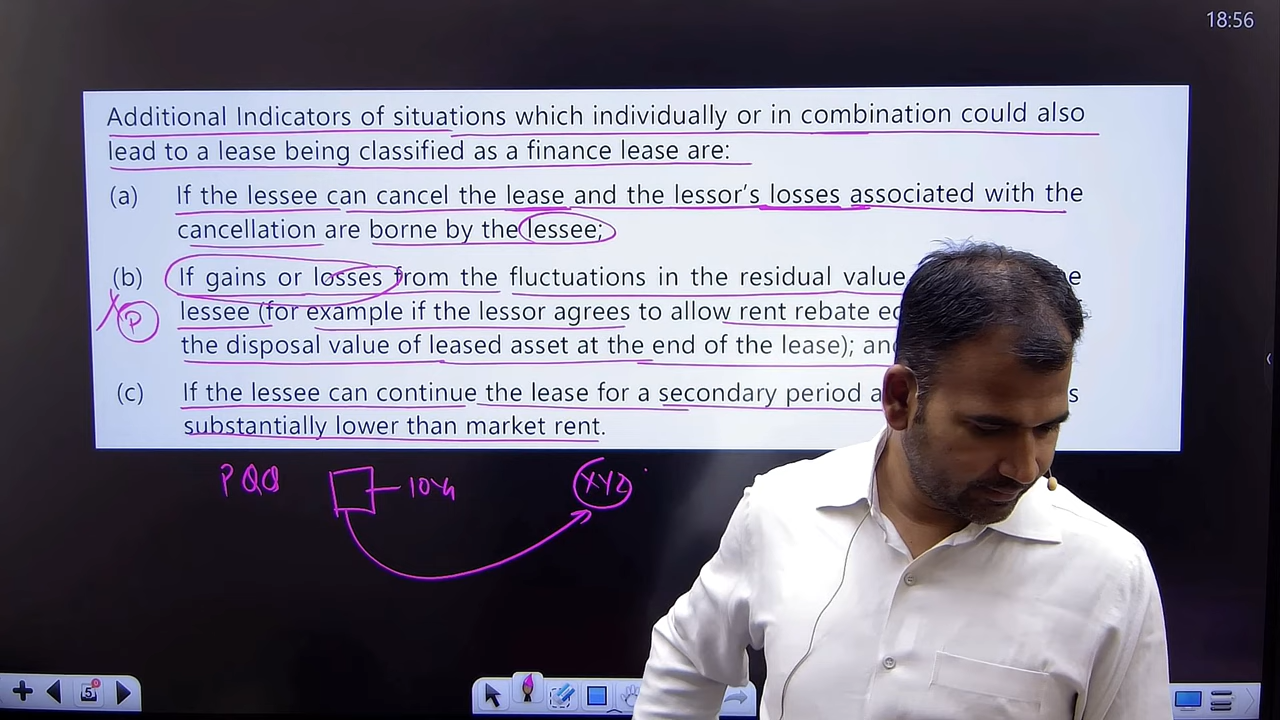 18:56
Additional Indicators of situations which individually or in combination could also
lead to a lease being classified as a finance lease are:
(a) If the lessee can cancel the lease and the lessor's losses associated with the
cancellation are borne by the lessee;
(b) If gains or losses from the fluctuations in the residual value
lessee (for example if the lessor agrees to allow rent rebate
P
the disposal value of leased asset at the end of the lease);
(c) If the lessee can continue the lease for a secondary period
substantially lower than market rent.
XYZ
5